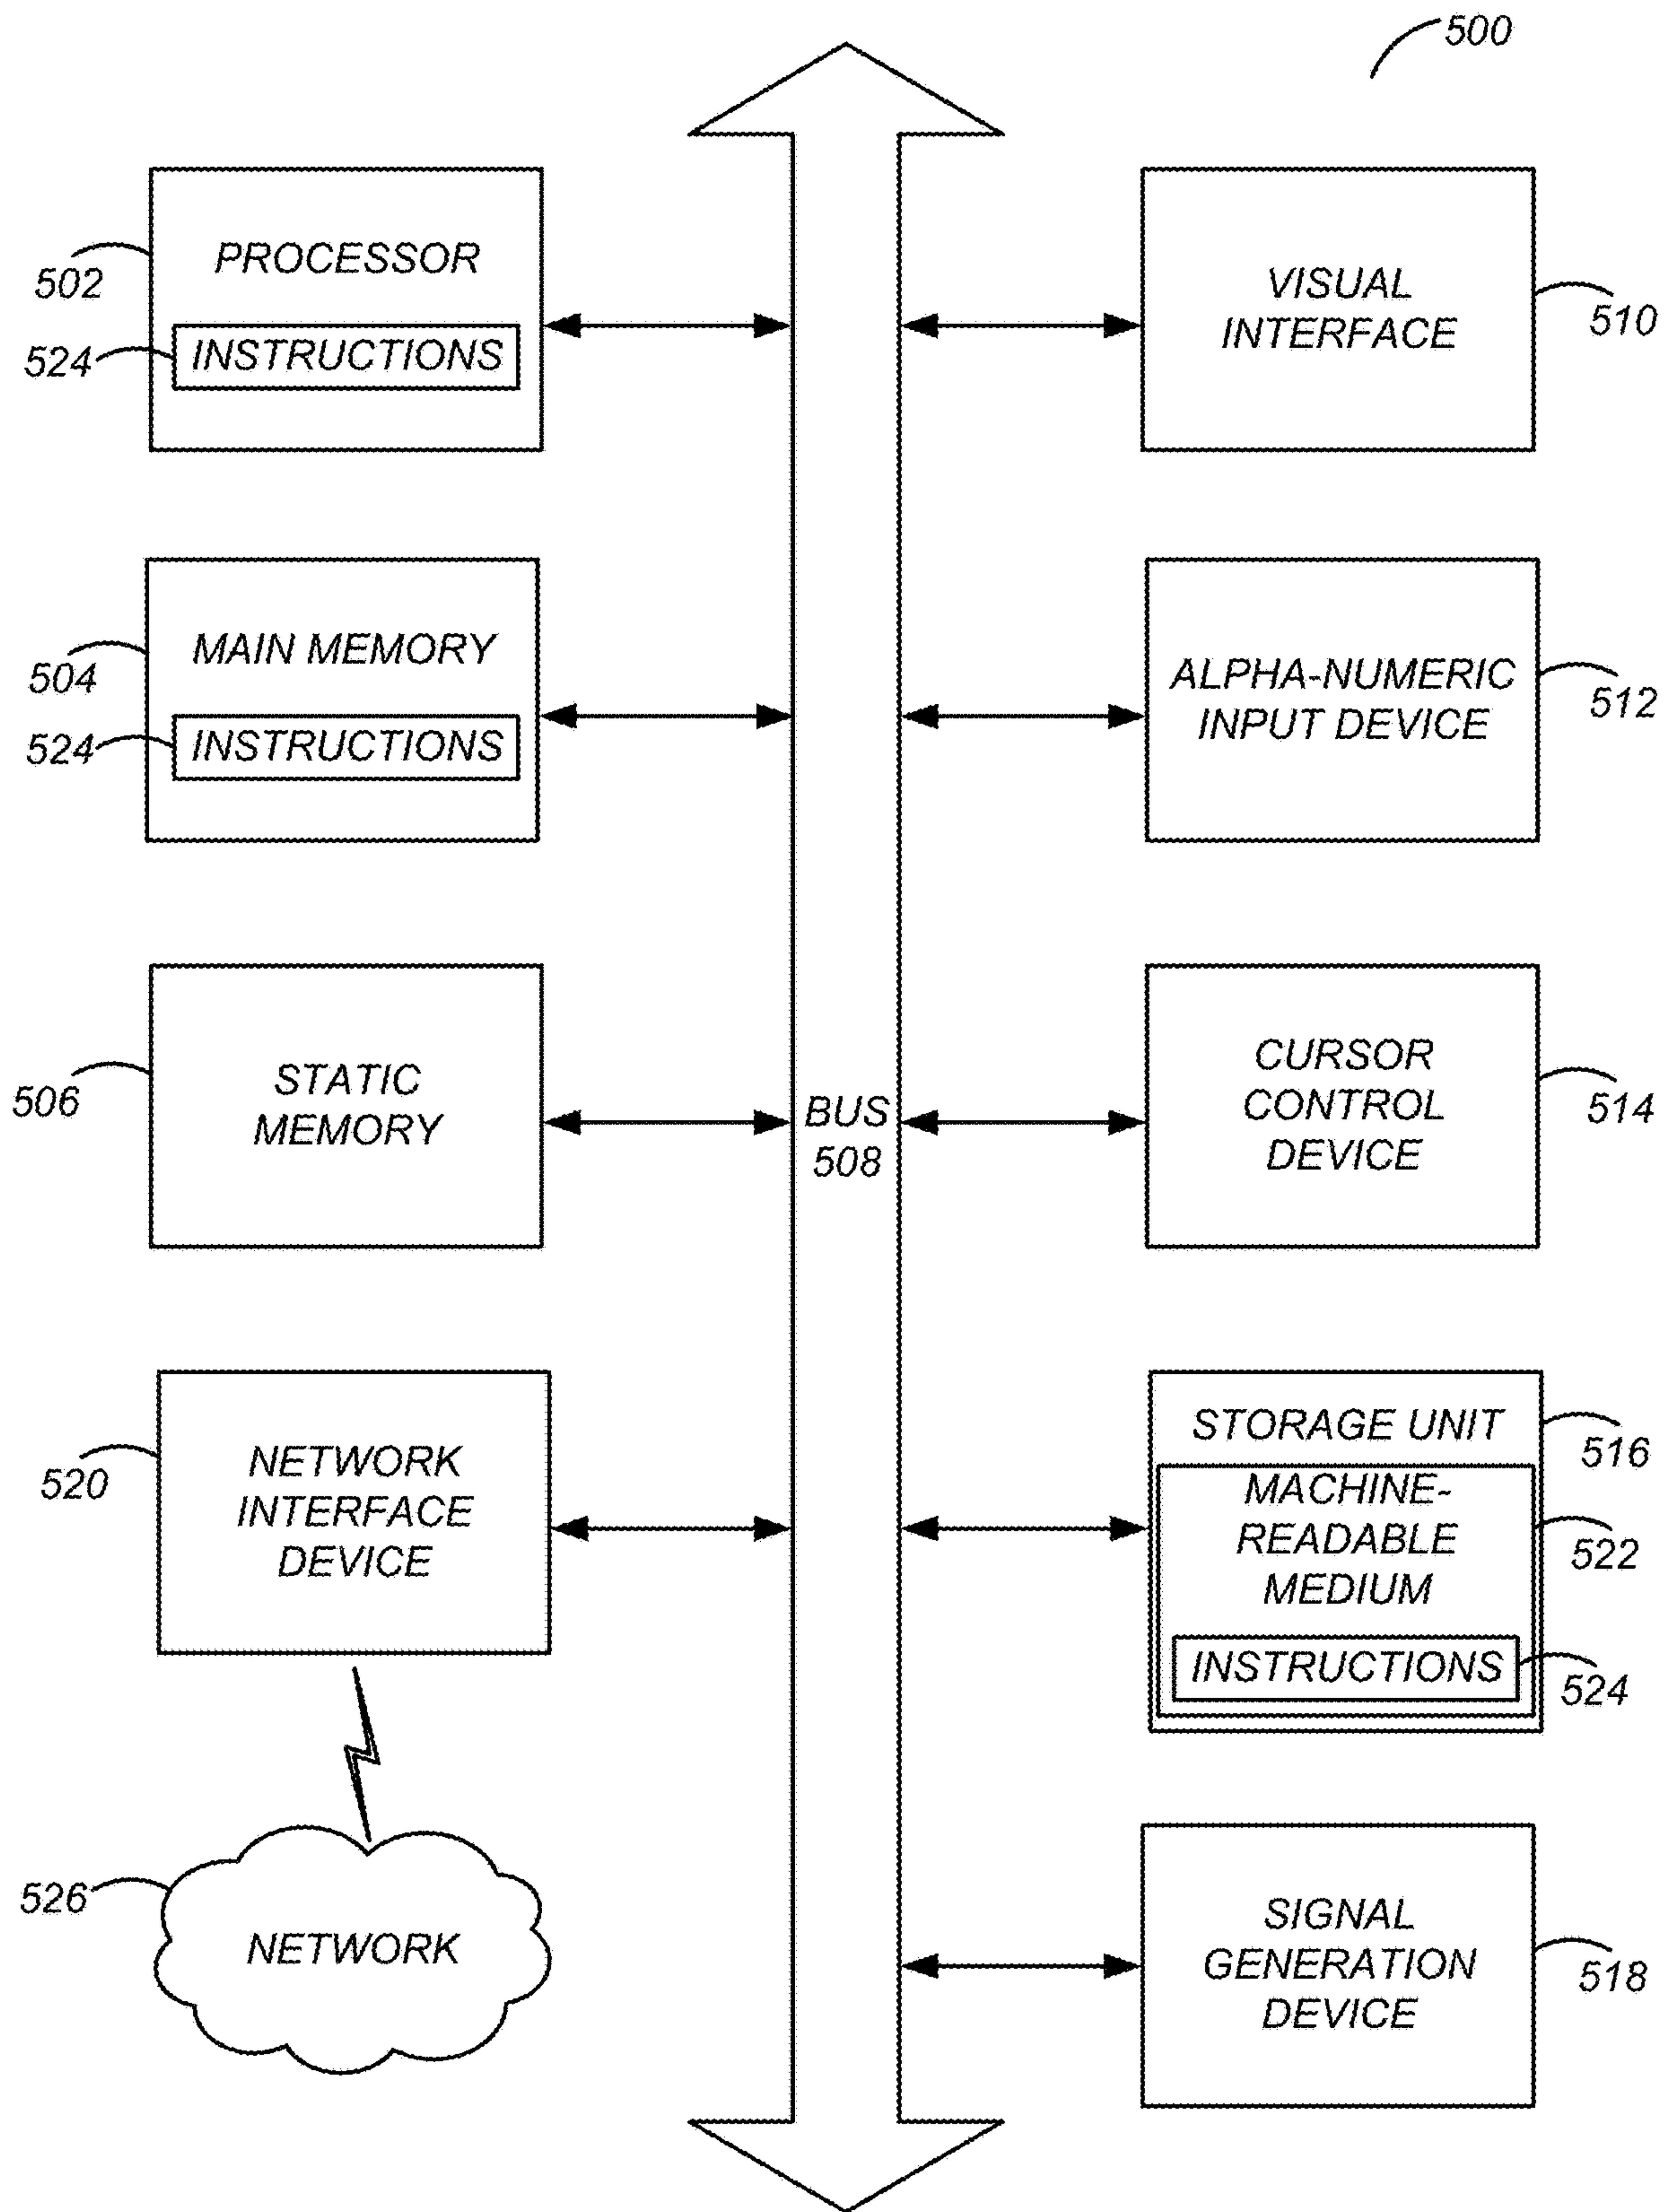 500
PROCESSOR
502
INSTRUCTIONS
524
VISUAL
INTERFACE
510
MAIN MEMORY
504
INSTRUCTIONS
524
ALPHA-NUMERIC
INPUT DEVICE
512
STATIC
MEMORY
506
BUS
508
CURSOR
CONTROL
DEVICE
514
NETWORK
INTERFACE
DEVICE
520
STORAGE UNIT
516
MACHINE-
READABLE
MEDIUM
522
INSTRUCTIONS
524
526
NETWORK
SIGNAL
GENERATION
DEVICE
518